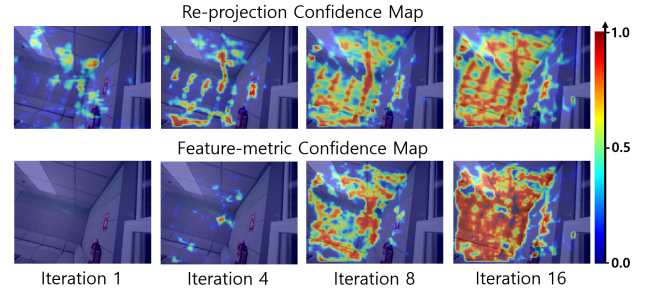 Re-projection Confidence Map
1.0
0.5
Feature-metric Confidence Map
0.0
Iteration 1
Iteration 4
Iteration 8
Iteration 16